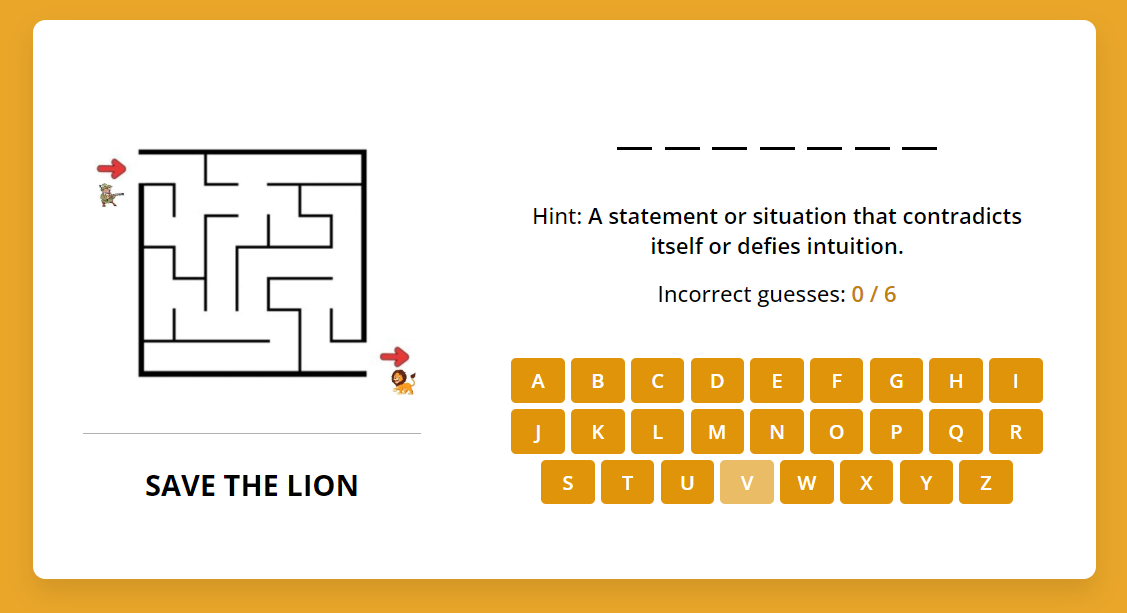 Hint: A statement or situation that contradicts
itself or defies intuition.
Incorrect guesses: 0 / 6
A B C D E F G H I
J K L M N O P Q R
S T U V W X Y Z
SAVE THE LION